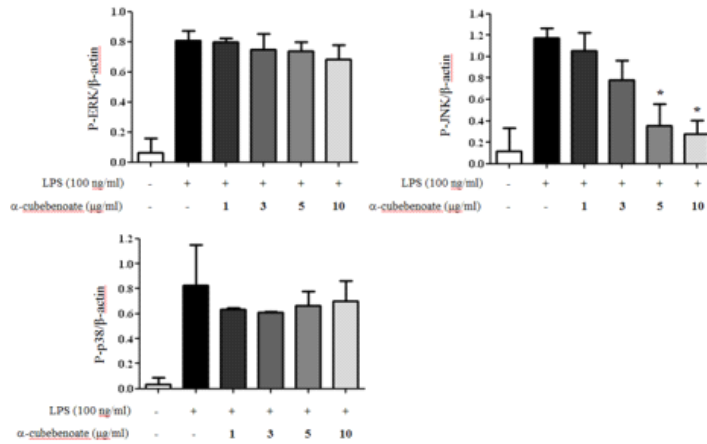 P-ERK/β-actin
1.0
0.8
0.6
0.4
0.2
0.0
LPS (100 ng/ml) - + + + + +
α-cubebenoate (µg/ml) - - 1 3 5 10
P-JNK/β-actin
1.4
1.2
1.0
0.8
0.6
0.4
0.2
0.0
* *
LPS (100 ng/ml) - + + + + +
α-cubebenoate (µg/ml) - - 1 3 5 10
P-p38/β-actin
1.2
1.0
0.8
0.6
0.4
0.2
0.0
LPS (100 ng/ml) - + + + + +
α-cubebenoate (µg/ml) - - 1 3 5 10